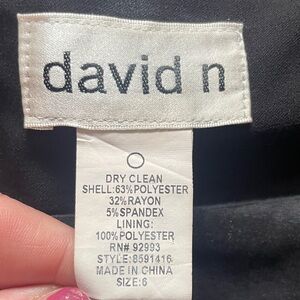 david n
DRY CLEAN
SHELL:63%POLYESTER
32%RAYON
5%SPANDEX
LINING:
100%POLYESTER
RN# 92993
STYLE:8591416
MADE IN CHINA
SIZE:6